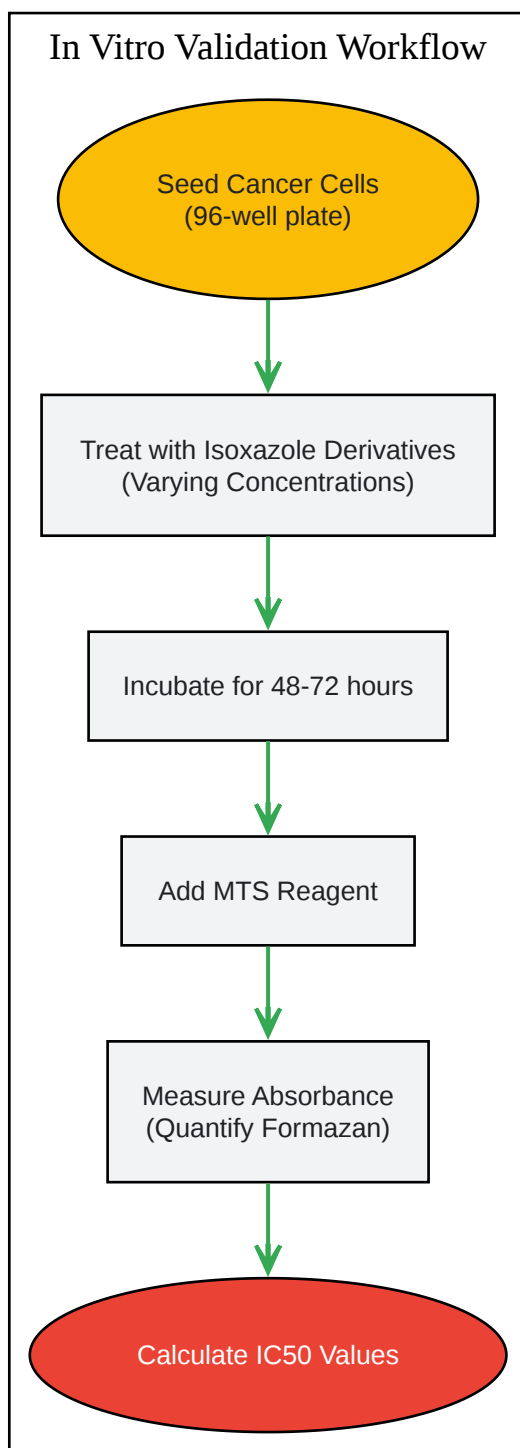 In Vitro Validation Workflow
Seed Cancer Cells
(96-well plate)
Treat with Isoxazole Derivatives
(Varying Concentrations)
Incubate for 48-72 hours
Add MTS Reagent
Measure Absorbance
(Quantify Formazan)
Calculate IC50 Values